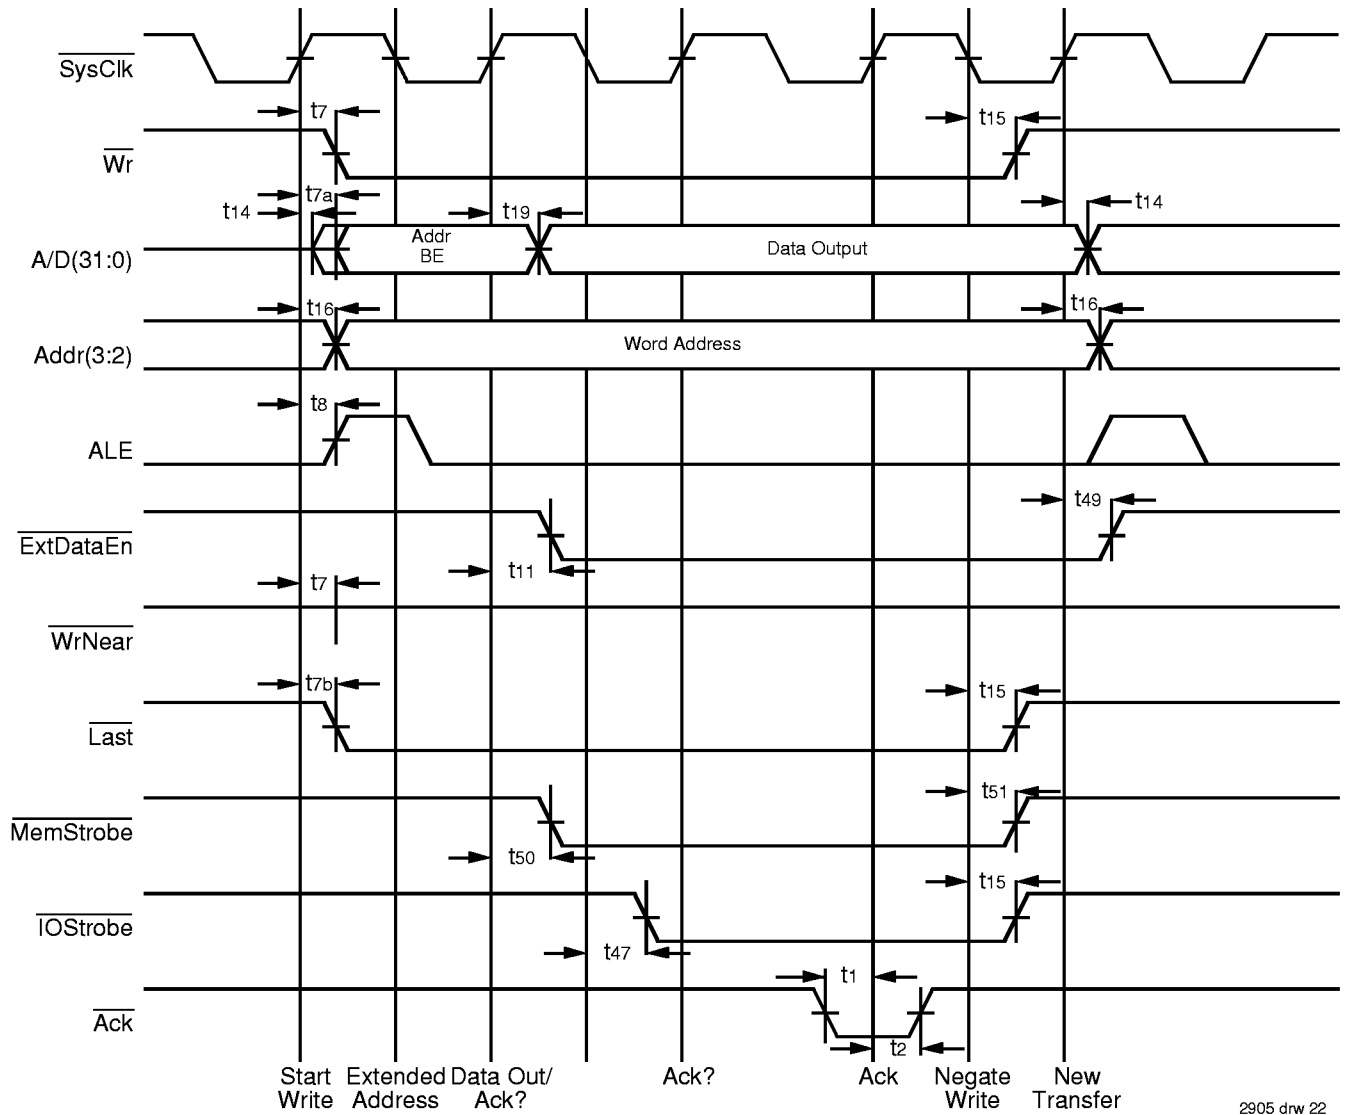 SysClk
t7
t15
Wr
t7a
t14
t19
t14
A/D(31:0)
Addr
BE
Data Output
t16
t16
Addr(3:2)
Word Address
t8
ALE
t49
ExtDataEn
t11
t7
WrNear
t7b
t15
Last
t51
MemStrobe
t50
t15
IOStrobe
t47
t1
Ack
t2
Start Write
Extended Address
Data Out/ Ack?
Ack?
Ack
Negate Write
New Transfer
2905 drw 22